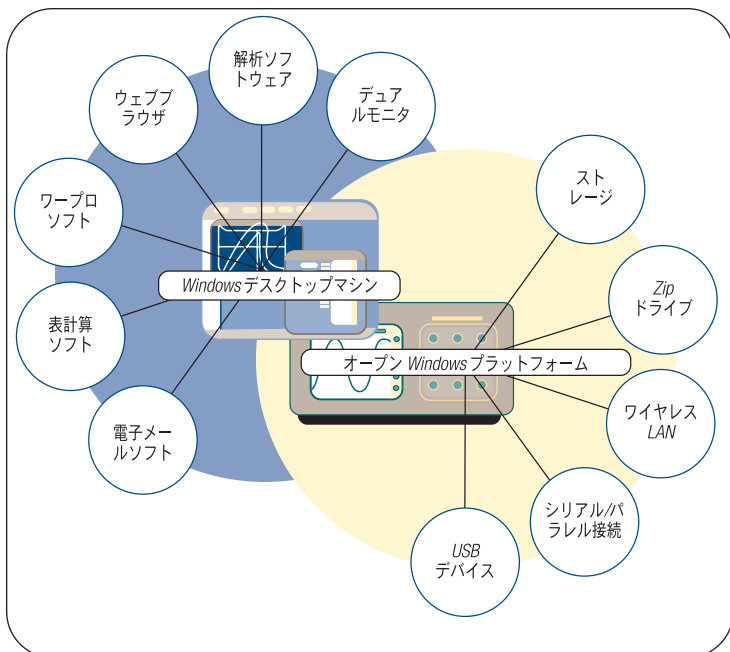 解析ソフ
トウェア
ウェブブ
ラウザ
デュア
ルモニタ
ワープロ
ソフト
表計算
ソフト
電子メー
ルソフト
Windowsデスクトップマシン
オープンWindowsプラットフォーム
スト
レージ
Zip
ドライブ
ワイヤレス
LAN
シリアル/パ
ラレル接続
USB
デバイス